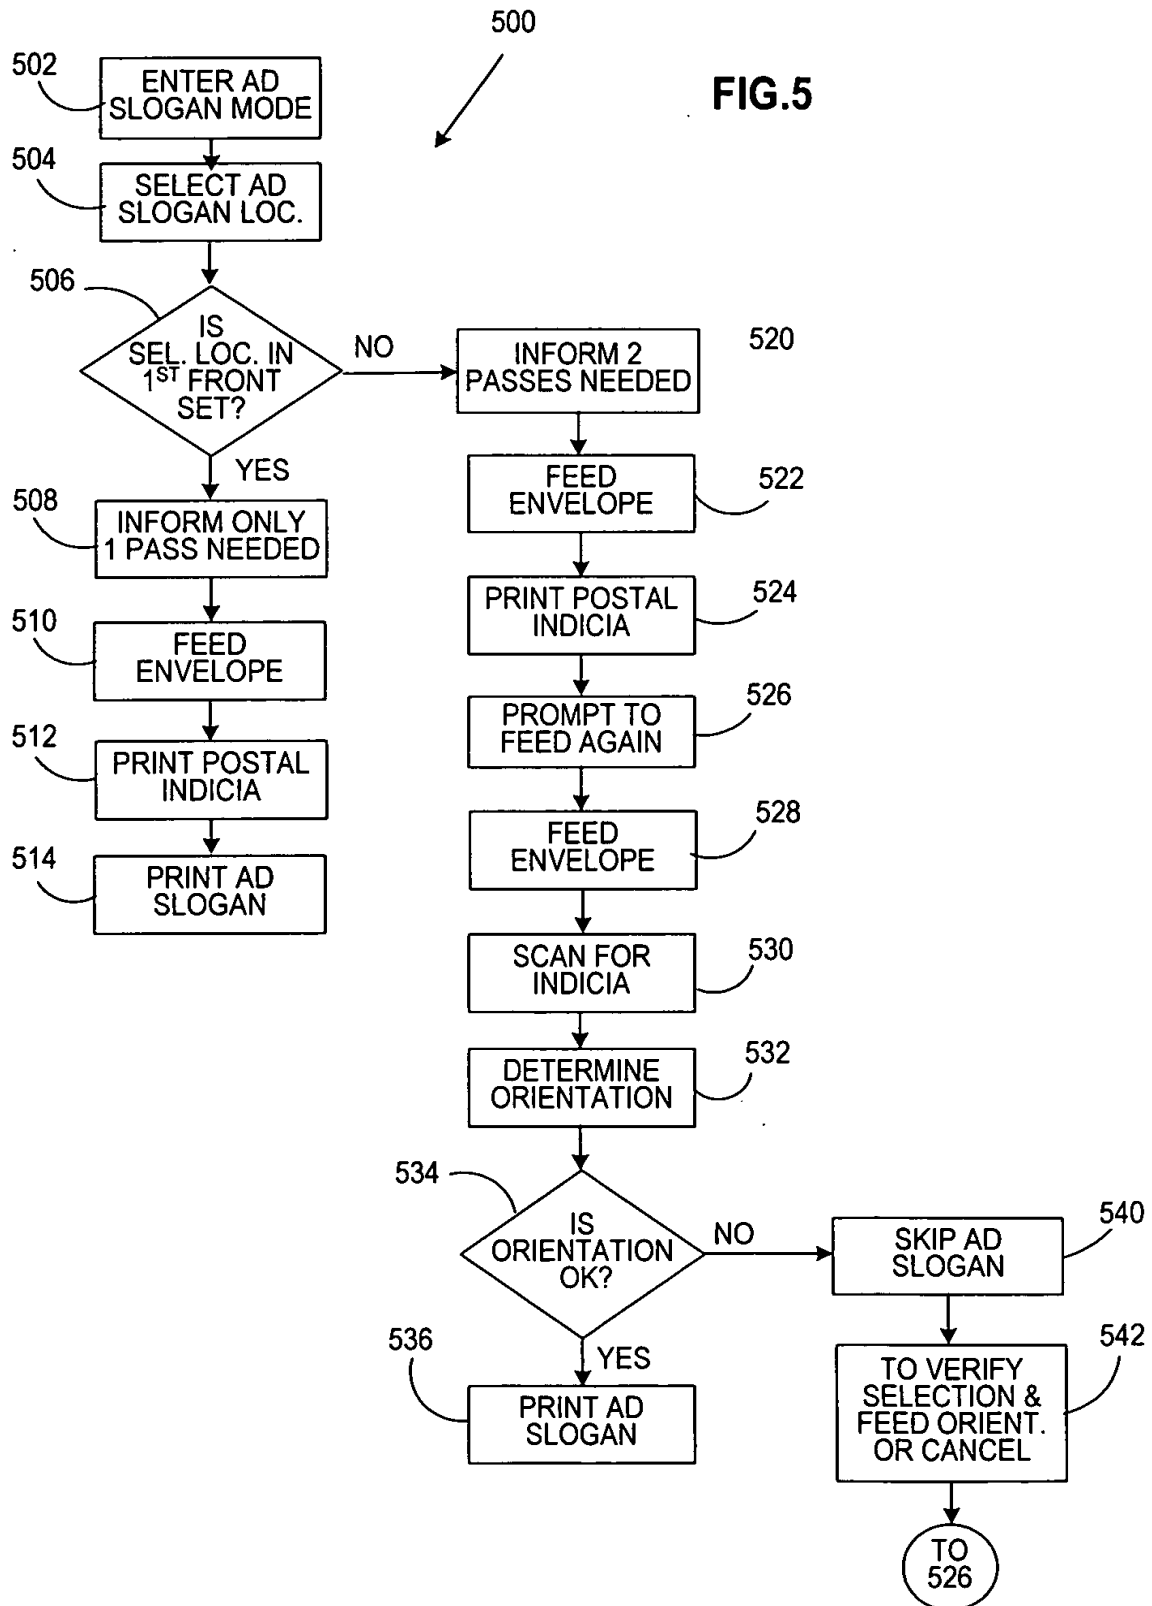 500
FIG.5
502
ENTER AD
SLOGAN MODE
504
SELECT AD
SLOGAN LOC.
506
IS
SEL. LOC. IN
1ST FRONT
SET?
NO
YES
508
INFORM ONLY
1 PASS NEEDED
510
FEED
ENVELOPE
512
PRINT POSTAL
INDICIA
514
PRINT AD
SLOGAN
520
INFORM 2
PASSES NEEDED
522
FEED
ENVELOPE
524
PRINT POSTAL
INDICIA
526
PROMPT TO
FEED AGAIN
528
FEED
ENVELOPE
530
SCAN FOR
INDICIA
532
DETERMINE
ORIENTATION
534
IS
ORIENTATION
OK?
NO
YES
536
PRINT AD
SLOGAN
540
SKIP AD
SLOGAN
542
TO VERIFY
SELECTION &
FEED ORIENT.
OR CANCEL
TO
526